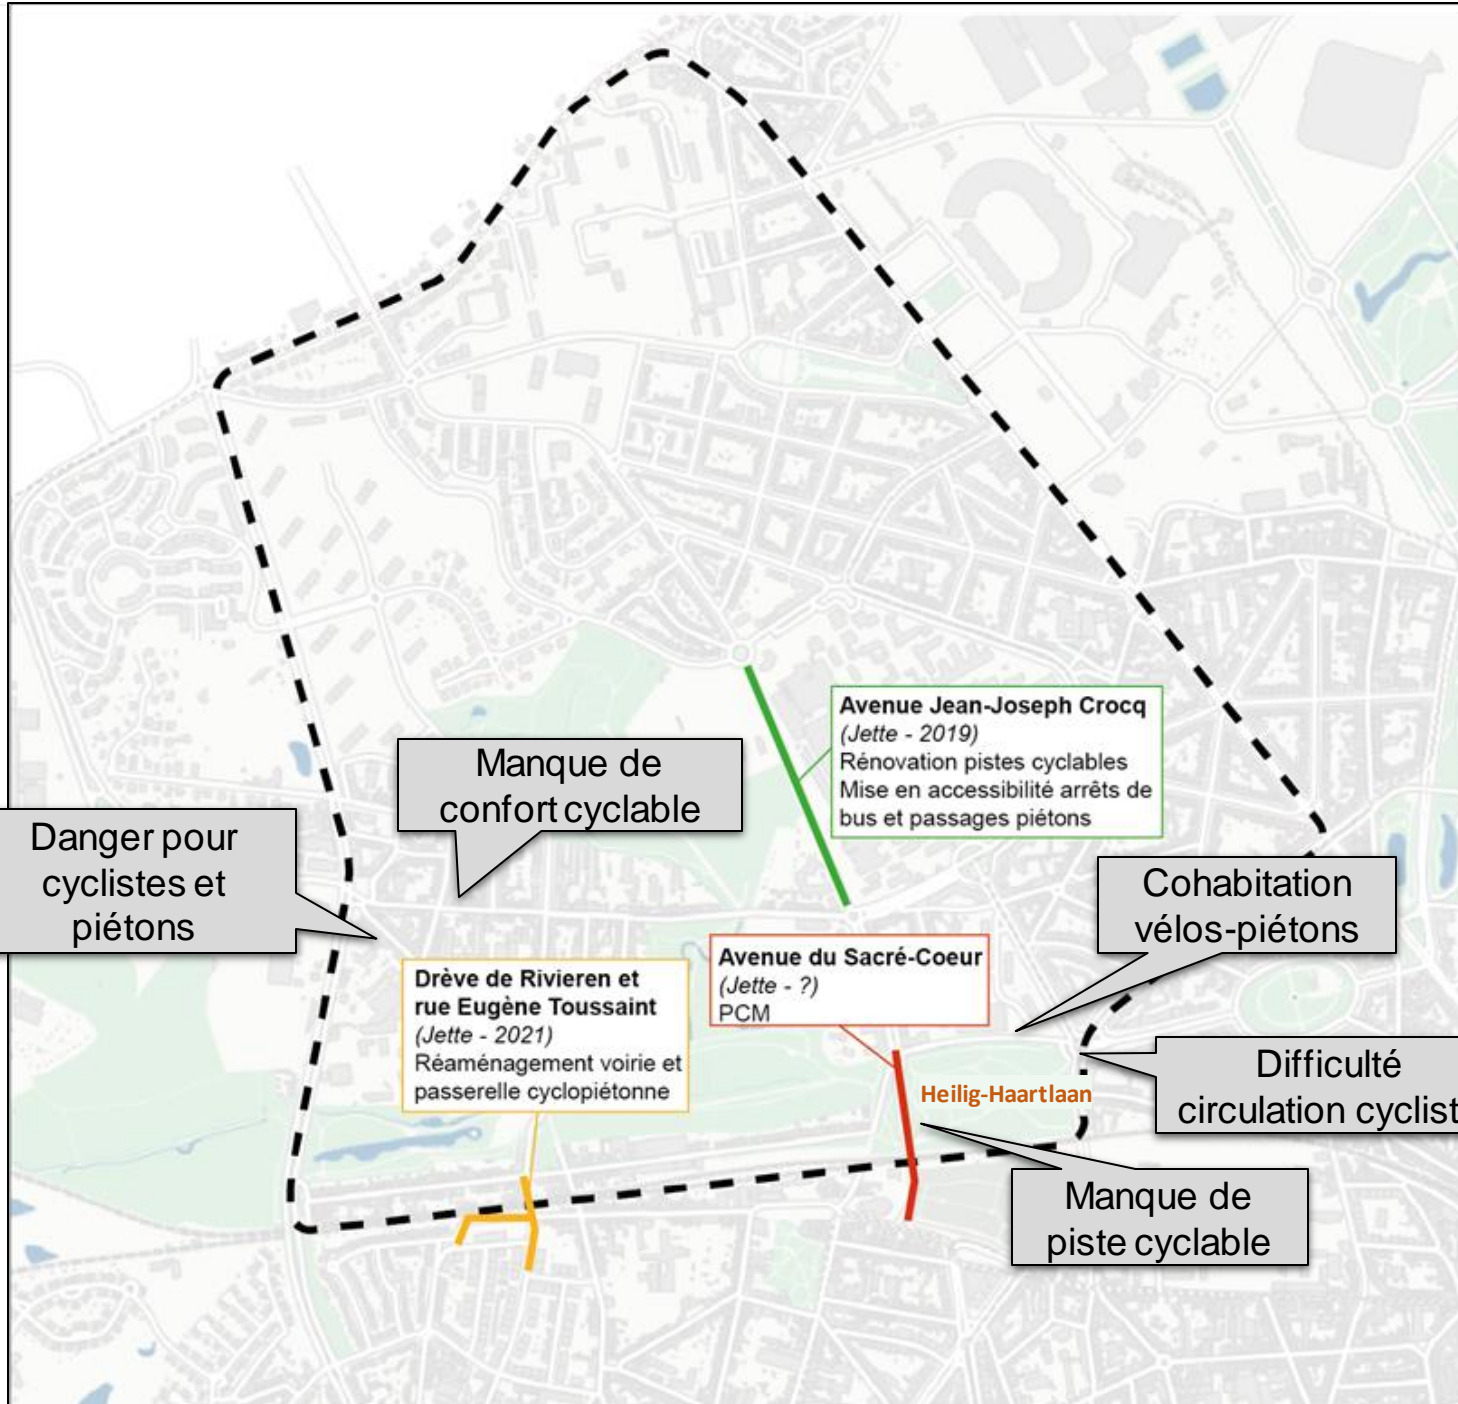 Avenue Jean-Joseph Crocq
(Jette - 2019)
Rénovation pistes cyclables
Mise en accessibilité arrêts de
bus et passages piétons
Manque de
confort cyclable
Danger pour
cyclistes et
piétons
Cohabitation
vélos-piétons
Avenue du Sacré-Coeur
(Jette - ?)
PCM
Drève de Rivieren et
rue Eugène Toussaint
(Jette - 2021)
Réaménagement voirie et
passerelle cyclopiétonne
Heilig-Haartlaan
Difficulté
circulation cyclist
Manque de
piste cyclable